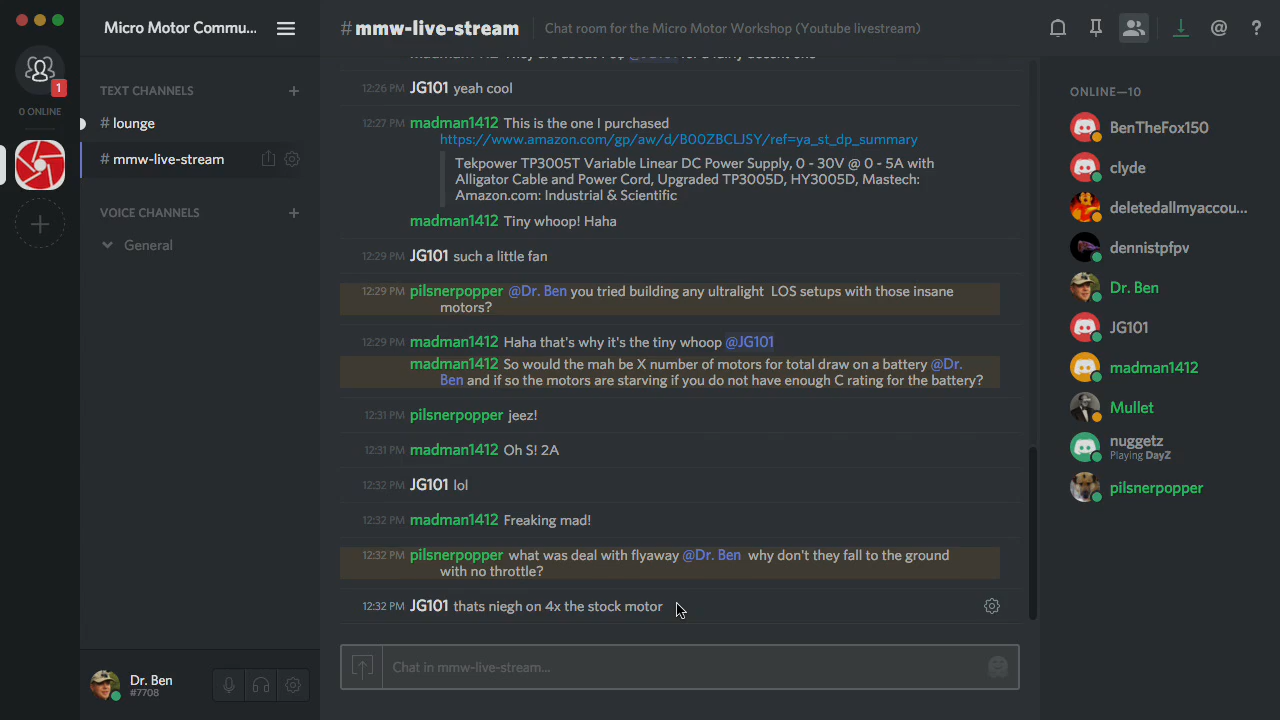 Micro Motor Commu...
#mmw-live-stream
Chat room for the Micro Motor Workshop (Youtube livestream)
1
0 ONLINE
TEXT CHANNELS
# lounge
# mmw-live-stream
VOICE CHANNELS
General
12:26 PM JG101 yeah cool
12:27 PM madman1412 This is the one I purchased
https://www.amazon.com/gp/aw/d/B00ZBCLJSY/ref=ya_st_dp_summary
Tekpower TP3005T Variable Linear DC Power Supply, 0 - 30V @ 0 - 5A with
Alligator Cable and Power Cord, Upgraded TP3005D, HY3005D, Mastech:
Amazon.com: Industrial & Scientific
madman1412 Tiny whoop! Haha
12:29 PM JG101 such a little fan
12:29 PM pilsnerpopper @Dr. Ben you tried building any ultralight LOS setups with those insane
motors?
12:29 PM madman1412 Haha that's why it's the tiny whoop @JG101
madman1412 So would the mah be X number of motors for total draw on a battery @Dr.
Ben and if so the motors are starving if you do not have enough C rating for the battery?
12:31 PM pilsnerpopper jeez!
12:31 PM madman1412 Oh S! 2A
12:32 PM JG101 lol
12:32 PM madman1412 Freaking mad!
12:32 PM pilsnerpopper what was deal with flyaway @Dr. Ben why don't they fall to the ground
with no throttle?
12:32 PM JG101 thats niegh on 4x the stock motor
Chat in mmw-live-stream...
Dr. Ben
#7708
ONLINE—10
BenTheFox150
clyde
deletedallmyaccou...
dennistpfpv
Dr. Ben
JG101
madman1412
Mullet
nuggetz
Playing DayZ
pilsnerpopper